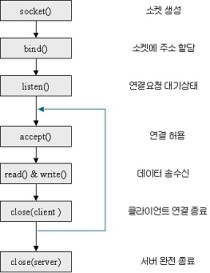 socket() 소켓 생성
bind() 소켓에 주소 할당
listen() 연결요청 대기상태
accept() 연결 허용
read() & write() 데이터 송수신
close(client ) 클라이언트 연결 종료
close(server) 서버 완전 종료